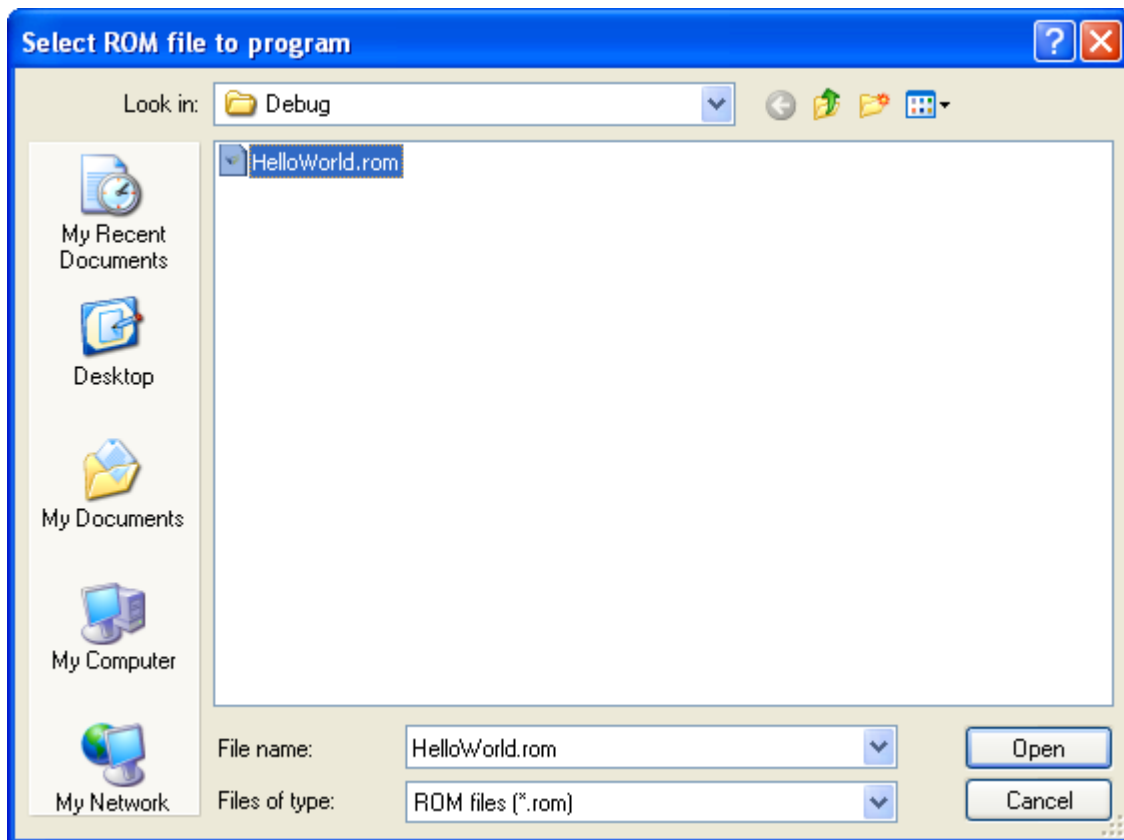 Select ROM file to program
Look in: Debug
HelloWorld.rom
My Recent
Documents
Desktop
My Documents
My Computer
My Network
File name: HelloWorld.rom Open
Files of type: ROM files (*.rom) Cancel